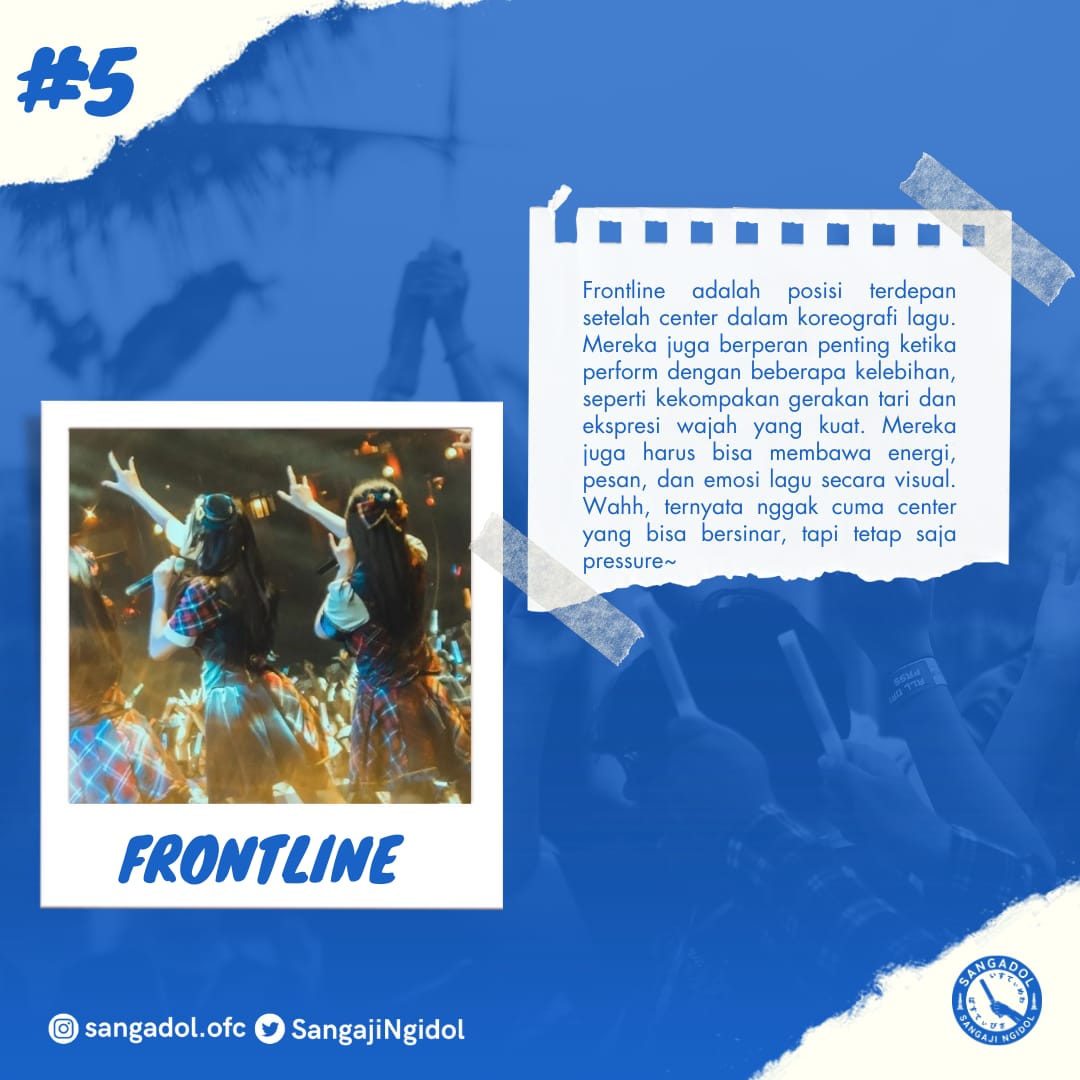 #5
Frontline adalah posisi terdepan
setelah center dalam koreografi lagu.
Mereka juga berperan penting ketika
perform dengan beberapa kelebihan,
seperti kekompakan gerakan tari dan
ekspresi wajah yang kuat. Mereka
juga harus bisa membawa energi,
pesan, dan emosi lagu secara visual.
Wahh, ternyata nggak cuma center
yang bisa bersinar, tapi tetap saja
pressure~
FRONTLINE
sangadol.ofc SangajiNgidol
SANGADOL
SANGAJI NGIDOL